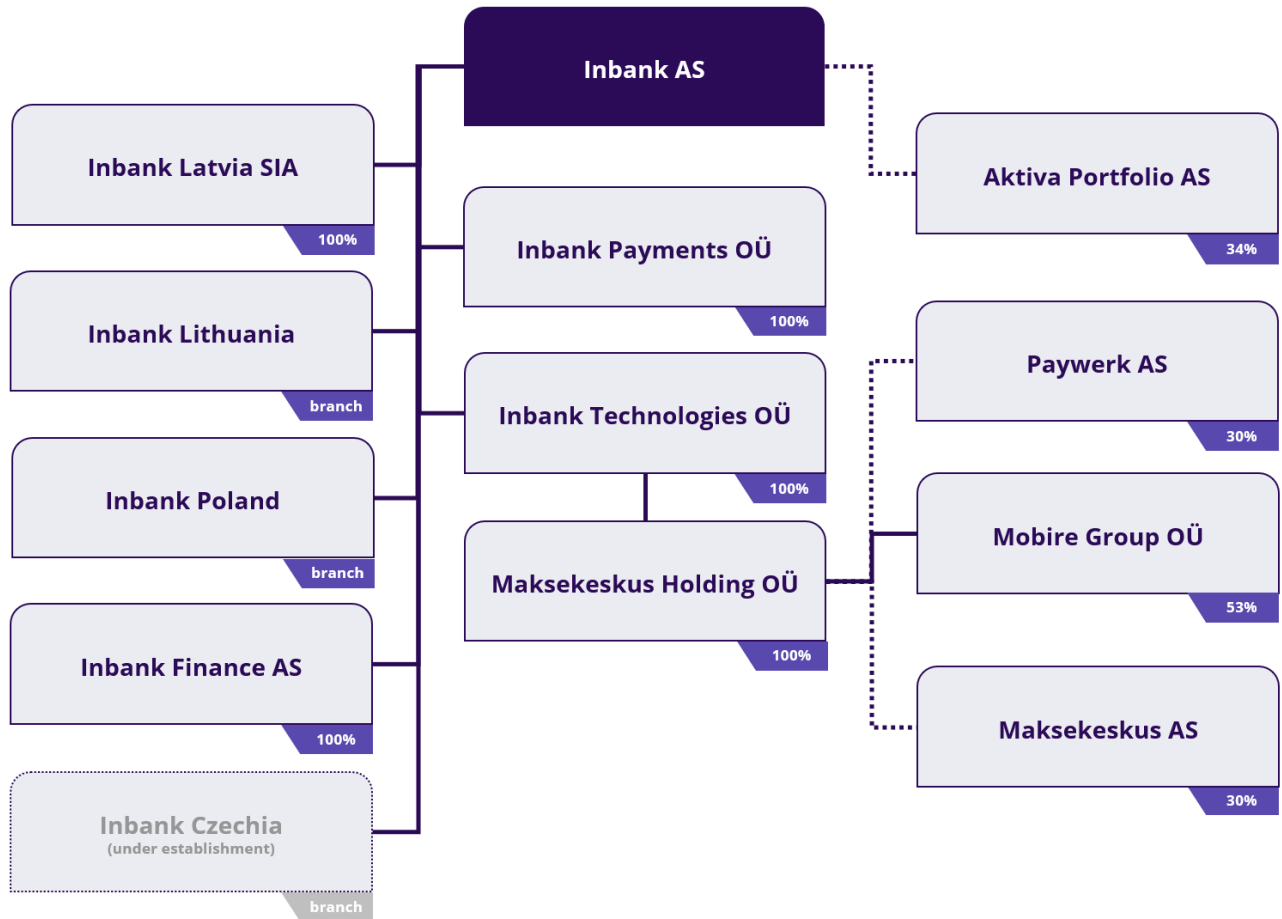 Inbank AS
Inbank Latvia SIA
100%
Inbank Lithuania
branch
Inbank Poland
branch
Inbank Finance AS
100%
Inbank Czechia
(under establishment)
branch
Inbank Payments OÜ
100%
Inbank Technologies OÜ
100%
Maksekeskus Holding OÜ
100%
Aktiva Portfolio AS
34%
Paywerk AS
30%
Mobire Group OÜ
53%
Maksekeskus AS
30%